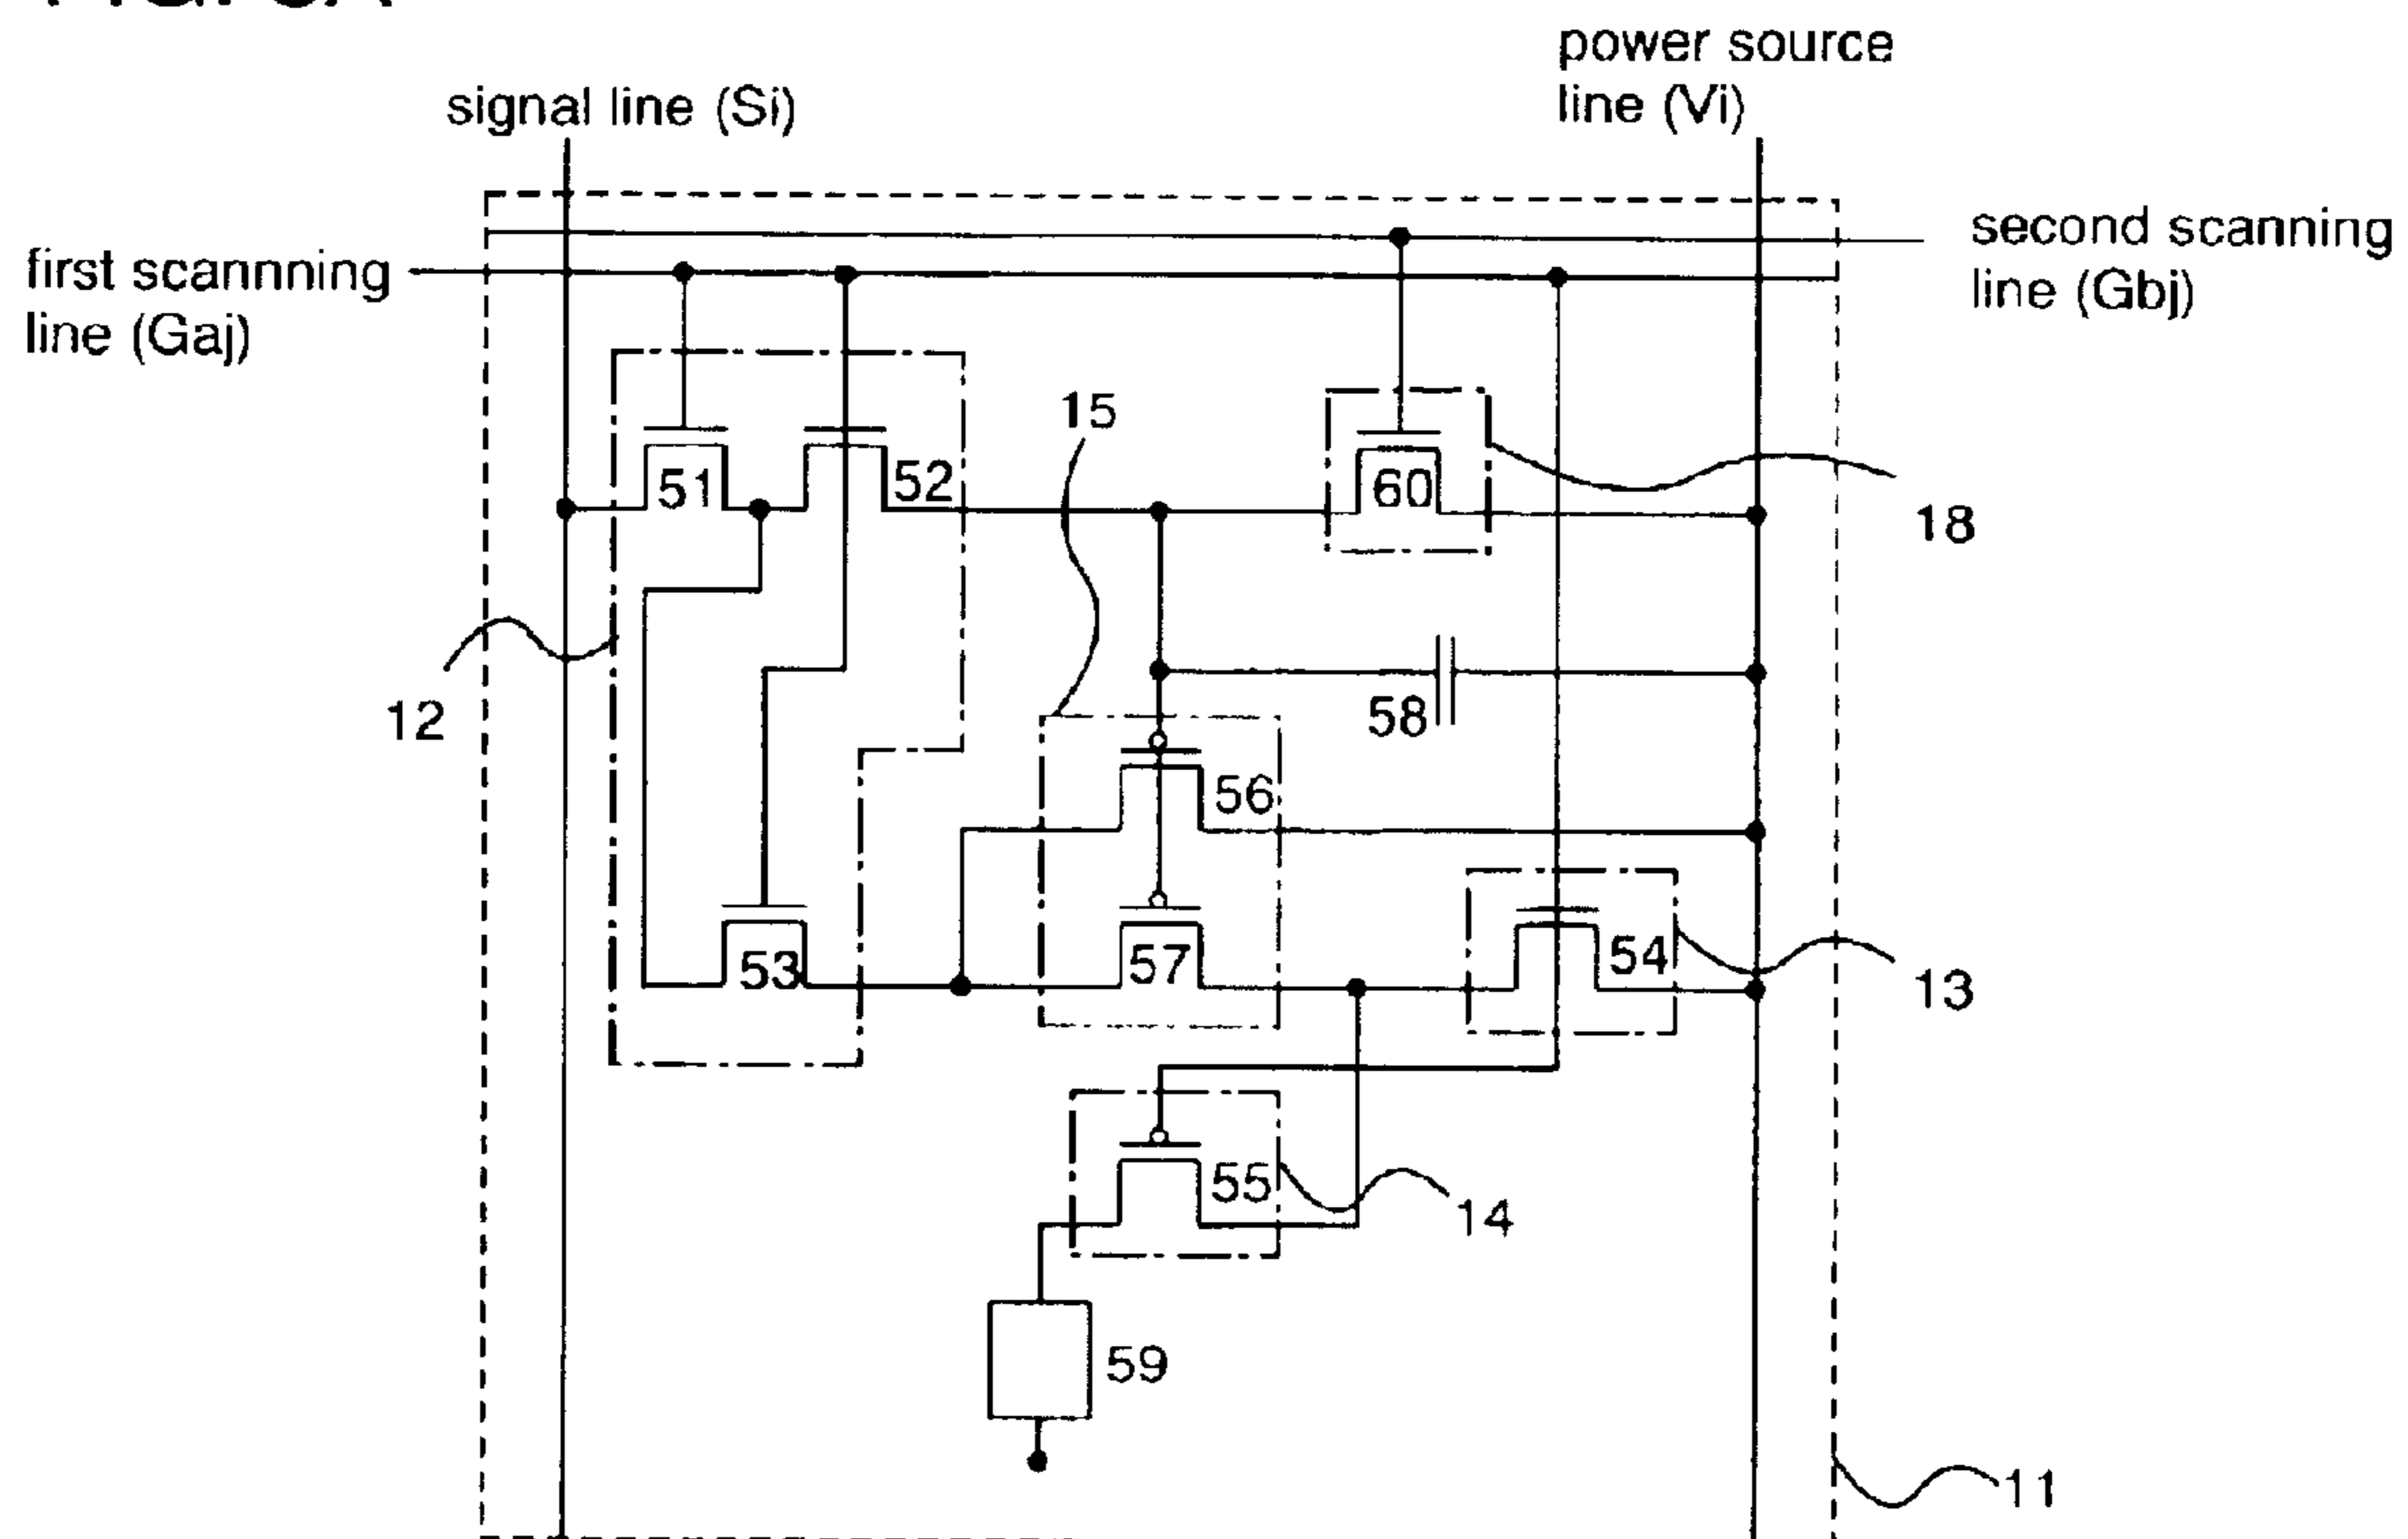 power source
line (Vi)
signal line (Si)
second scanning
line (Gbj)
first scannning
line (Gaj)
15
51
52
60
18
12
58
56
53
57
54
13
55
14
59
11